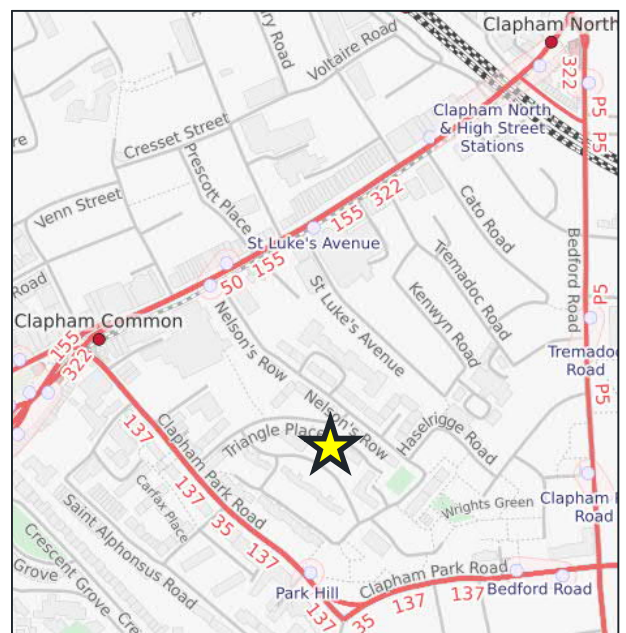 Clapham North
Voltaire Road
322
P5
P5
Clapham North
& High Street
Stations
Cresset Street
Prescott Place
Venn Street
Road
155 322
Cato Road
St Luke's Avenue
50 155
Tremadoc Road
Bedford Road
Kenwyn Road
St Luke's Avenue
Clapham Common
155
322
Nelson's Row
P5
Tremadoc
Road
P5
Nelson's Row
Triangle Place
Haselrigge Road
137
Clapham Park Road
137
35
137
Carfax Place
Saint Alphonsus Road
Wrights Green
Clapham
Road
Crescent Grove
Grove
Park Hill
Clapham Park Road
137
137
Bedford Road
137
35